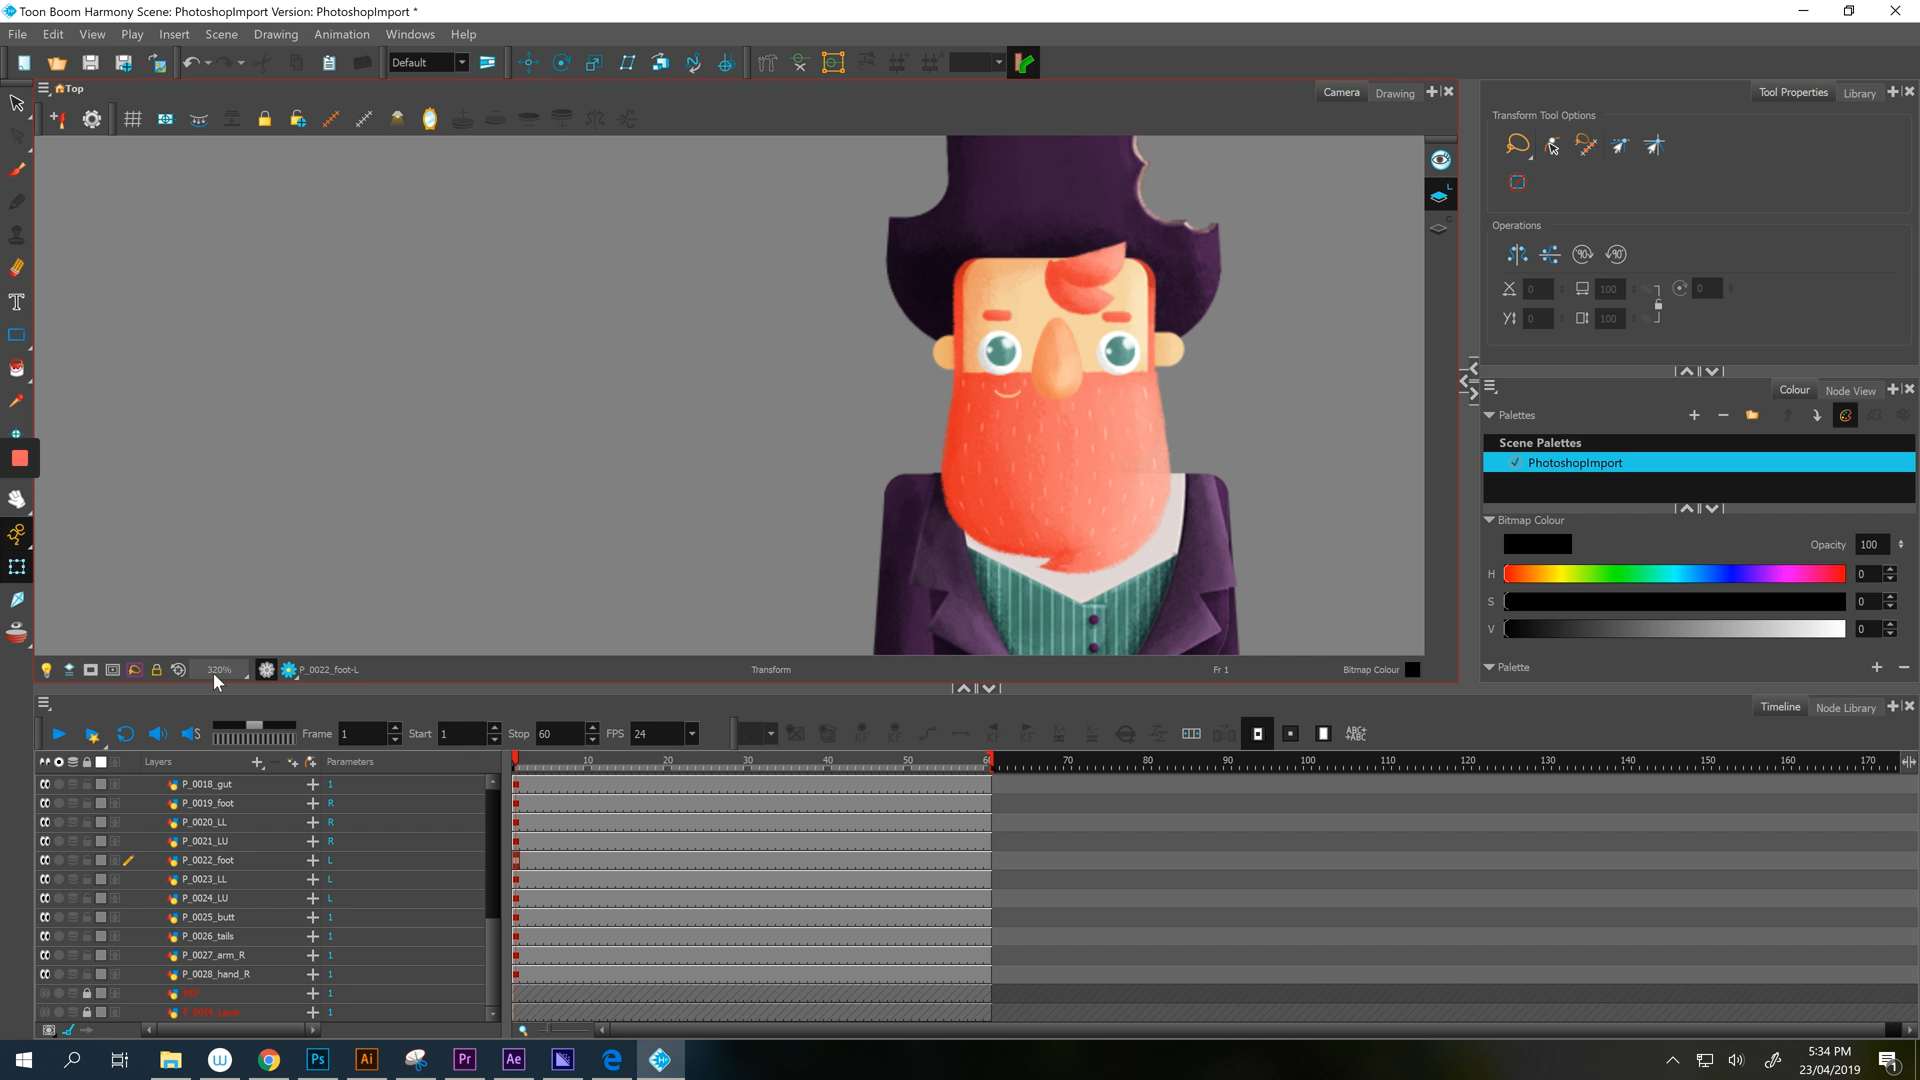 Toon Boom Harmony Scene: PhotoshopImport Version: PhotoshopImport *
File Edit View Play Insert Scene Drawing Animation Windows Help
Default
Top
Camera Drawing
Tool Properties Library
Transform Tool Options
Operations
90 90
X 0 100 % 0
Y 0 100 %
Colour Node View
Palettes
Scene Palettes
PhotoshopImport
Bitmap Colour
Opacity 100
H 0
S 0
V 0
Palette
L
C
320% P_0022_foot-L Transform Fr 1 Bitmap Colour
Timeline Node Library
Frame 1 Start 1 Stop 60 FPS 24
Layers Parameters
10 20 30 40 50 60 70 80 90 100 110 120 130 140 150 160 170
P_0018_gut 1
P_0019_foot R
P_0020_LL R
P_0021_LU R
P_0022_foot L
P_0023_LL L
P_0024_LU L
P_0025_butt 1
P_0026_tails 1
P_0027_arm_R 1
P_0028_hand_R 1
1
1
W Ps Ai Pr Ae
5:34 PM
23/04/2019
1